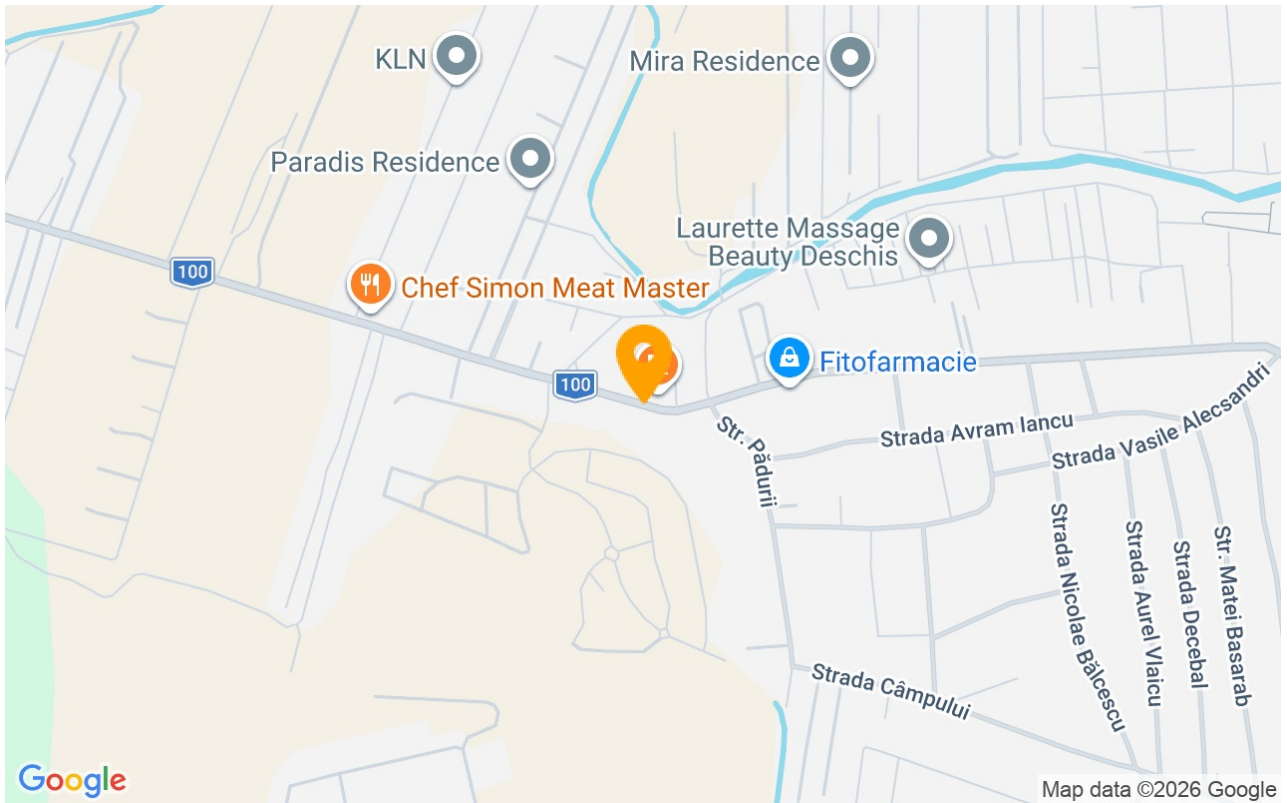 KLN
Mira Residence
Paradis Residence
Laurette Massage
Beauty Deschis
100
Chef Simon Meat Master
Fitofarmacie
100
Str. Pădurii
Strada Avram Iancu
Strada Vasile Alecsandri
Strada Nicolae Bălcescu
Strada Aurel Vlaicu
Strada Decebal
Str. Matei Basarab
Strada Câmpului
Google
Map data ©2026 Google